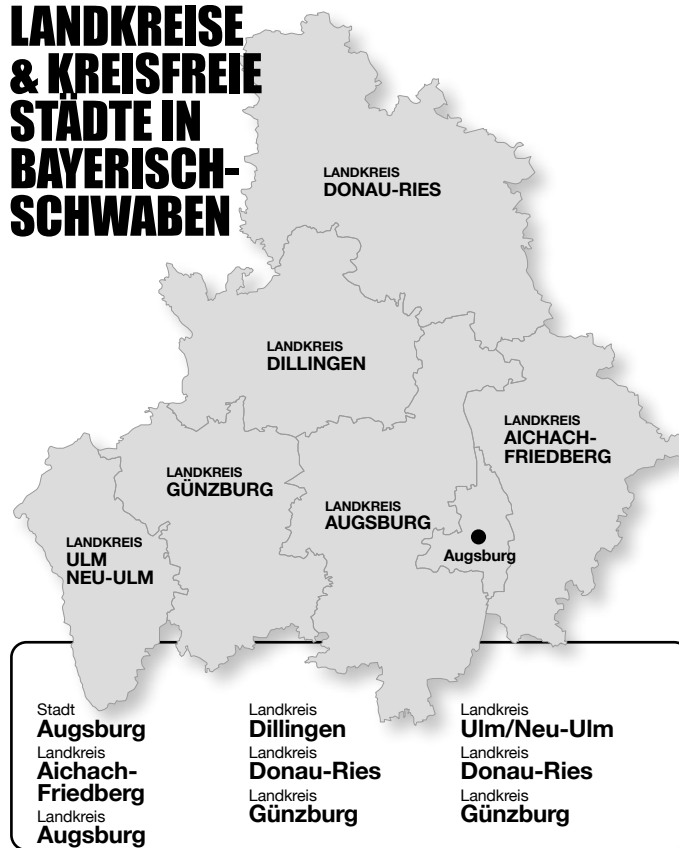 LANDKREISE
& KREISFREIE
STÄDTE IN
BAYERISCH-
SCHWABEN
LANDKREIS
DONAU-RIES
LANDKREIS
DILLINGEN
LANDKREIS
AICHACH-
FRIEDBERG
LANDKREIS
GÜNZBURG
LANDKREIS
AUGSBURG
LANDKREIS
ULM
NEU-ULM
Augsburg
Stadt
Augsburg
Landkreis
Aichach-
Friedberg
Landkreis
Augsburg
Landkreis
Dillingen
Landkreis
Donau-Ries
Landkreis
Günzburg
Landkreis
Ulm/Neu-Ulm
Landkreis
Donau-Ries
Landkreis
Günzburg